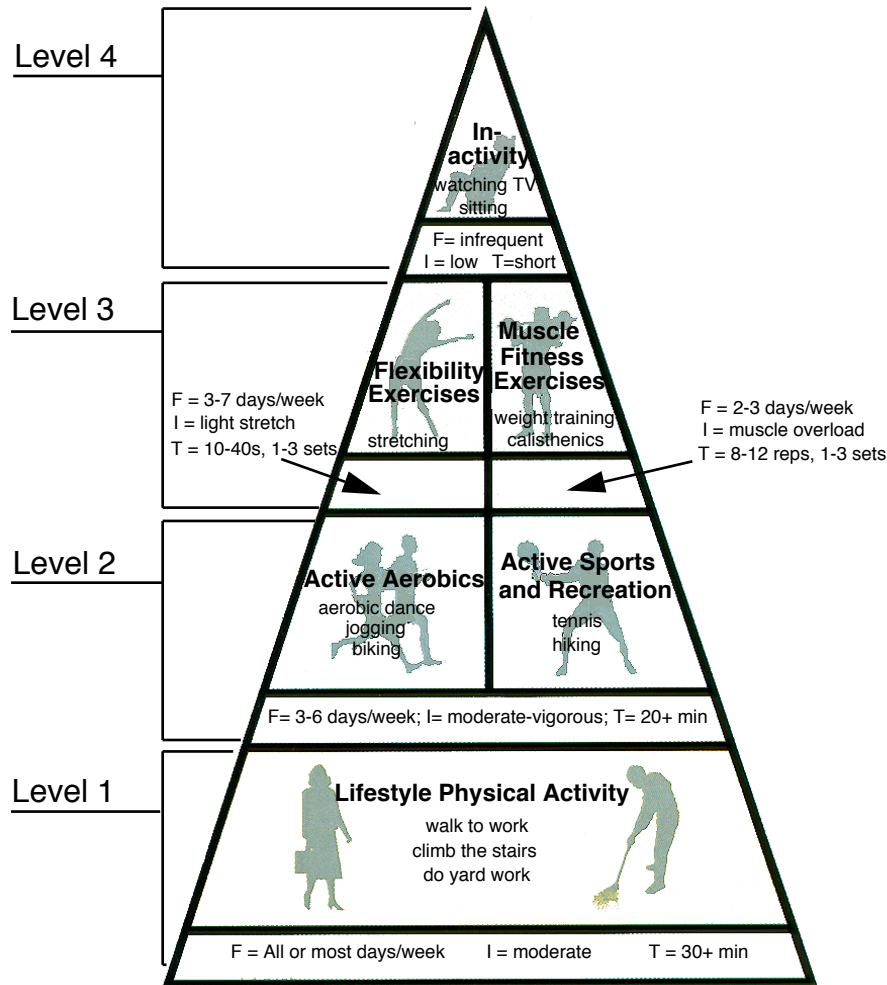 Level 4
In-
activity
watching TV
sitting
F= infrequent
I = low T=short
Level 3
Flexibility
Exercises
stretching
Muscle
Fitness
Exercises
weight training
calisthenics
F = 3-7 days/week
I = light stretch
T = 10-40s, 1-3 sets
F = 2-3 days/week
I = muscle overload
T = 8-12 reps, 1-3 sets
Level 2
Active Aerobics
aerobic dance
jogging
biking
Active Sports
and Recreation
tennis
hiking
F= 3-6 days/week; I= moderate-vigorous; T= 20+ min
Level 1
Lifestyle Physical Activity
walk to work
climb the stairs
do yard work
F = All or most days/week I = moderate T = 30+ min